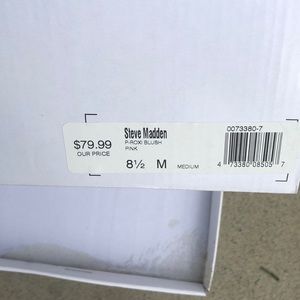 Steve Madden
P-ROXI BLUSH
PINK
$79.99
OUR PRICE
8½ M MEDIUM
0073380-7
4 73380 08505 7